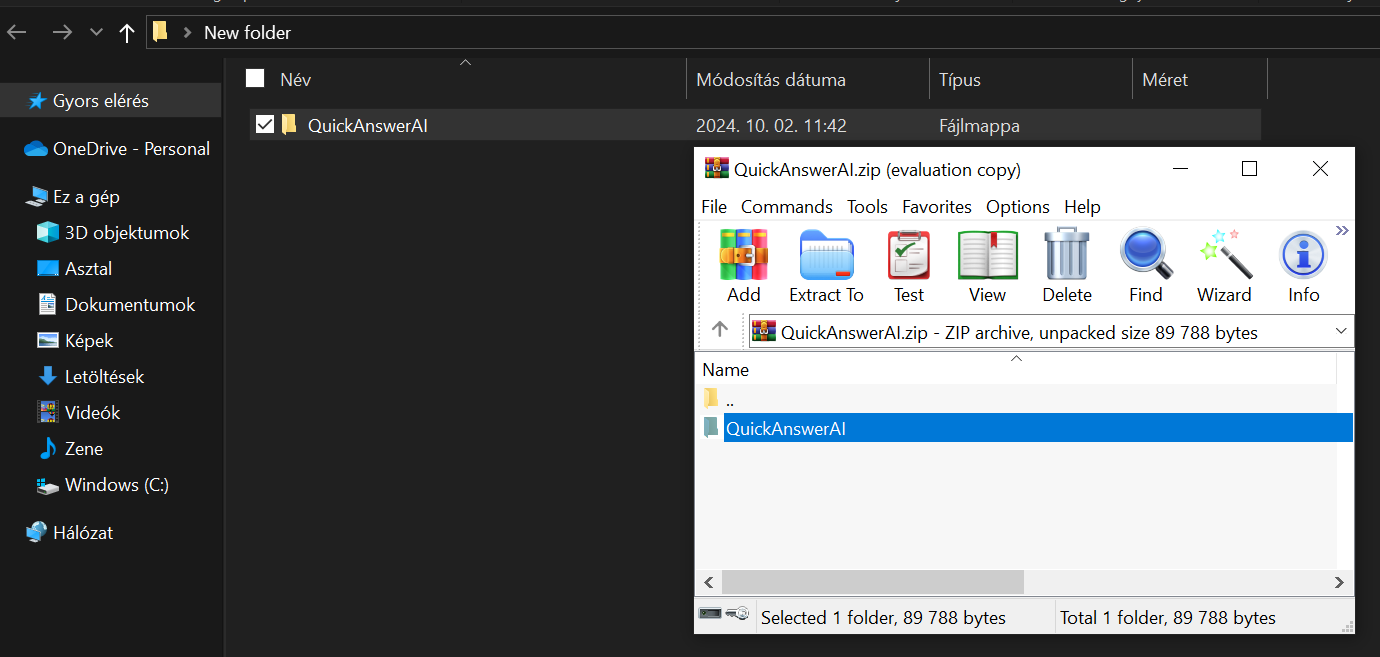 New folder
Név Módosítás dátuma Típus Méret
QuickAnswerAI 2024. 10. 02. 11:42 Fájlmappa
Gyors elérés
OneDrive - Personal
Ez a gép
3D objektumok
Asztal
Dokumentumok
Képek
Letöltések
Videók
Zene
Windows (C:)
Hálózat
QuickAnswerAI.zip (evaluation copy)
File Commands Tools Favorites Options Help
Add Extract To Test View Delete Find Wizard Info
QuickAnswerAI.zip - ZIP archive, unpacked size 89 788 bytes
Name
..
QuickAnswerAI
Selected 1 folder, 89 788 bytes Total 1 folder, 89 788 bytes